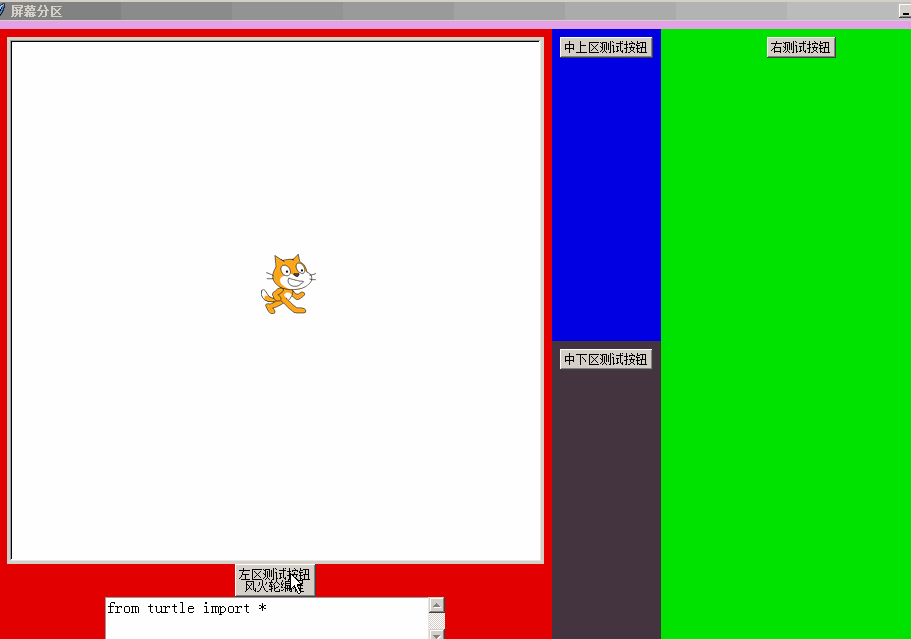 屏幕分区
中上区测试按钮
右测试按钮
中下区测试按钮
左区测试按钮
风火轮编程
from turtle import *